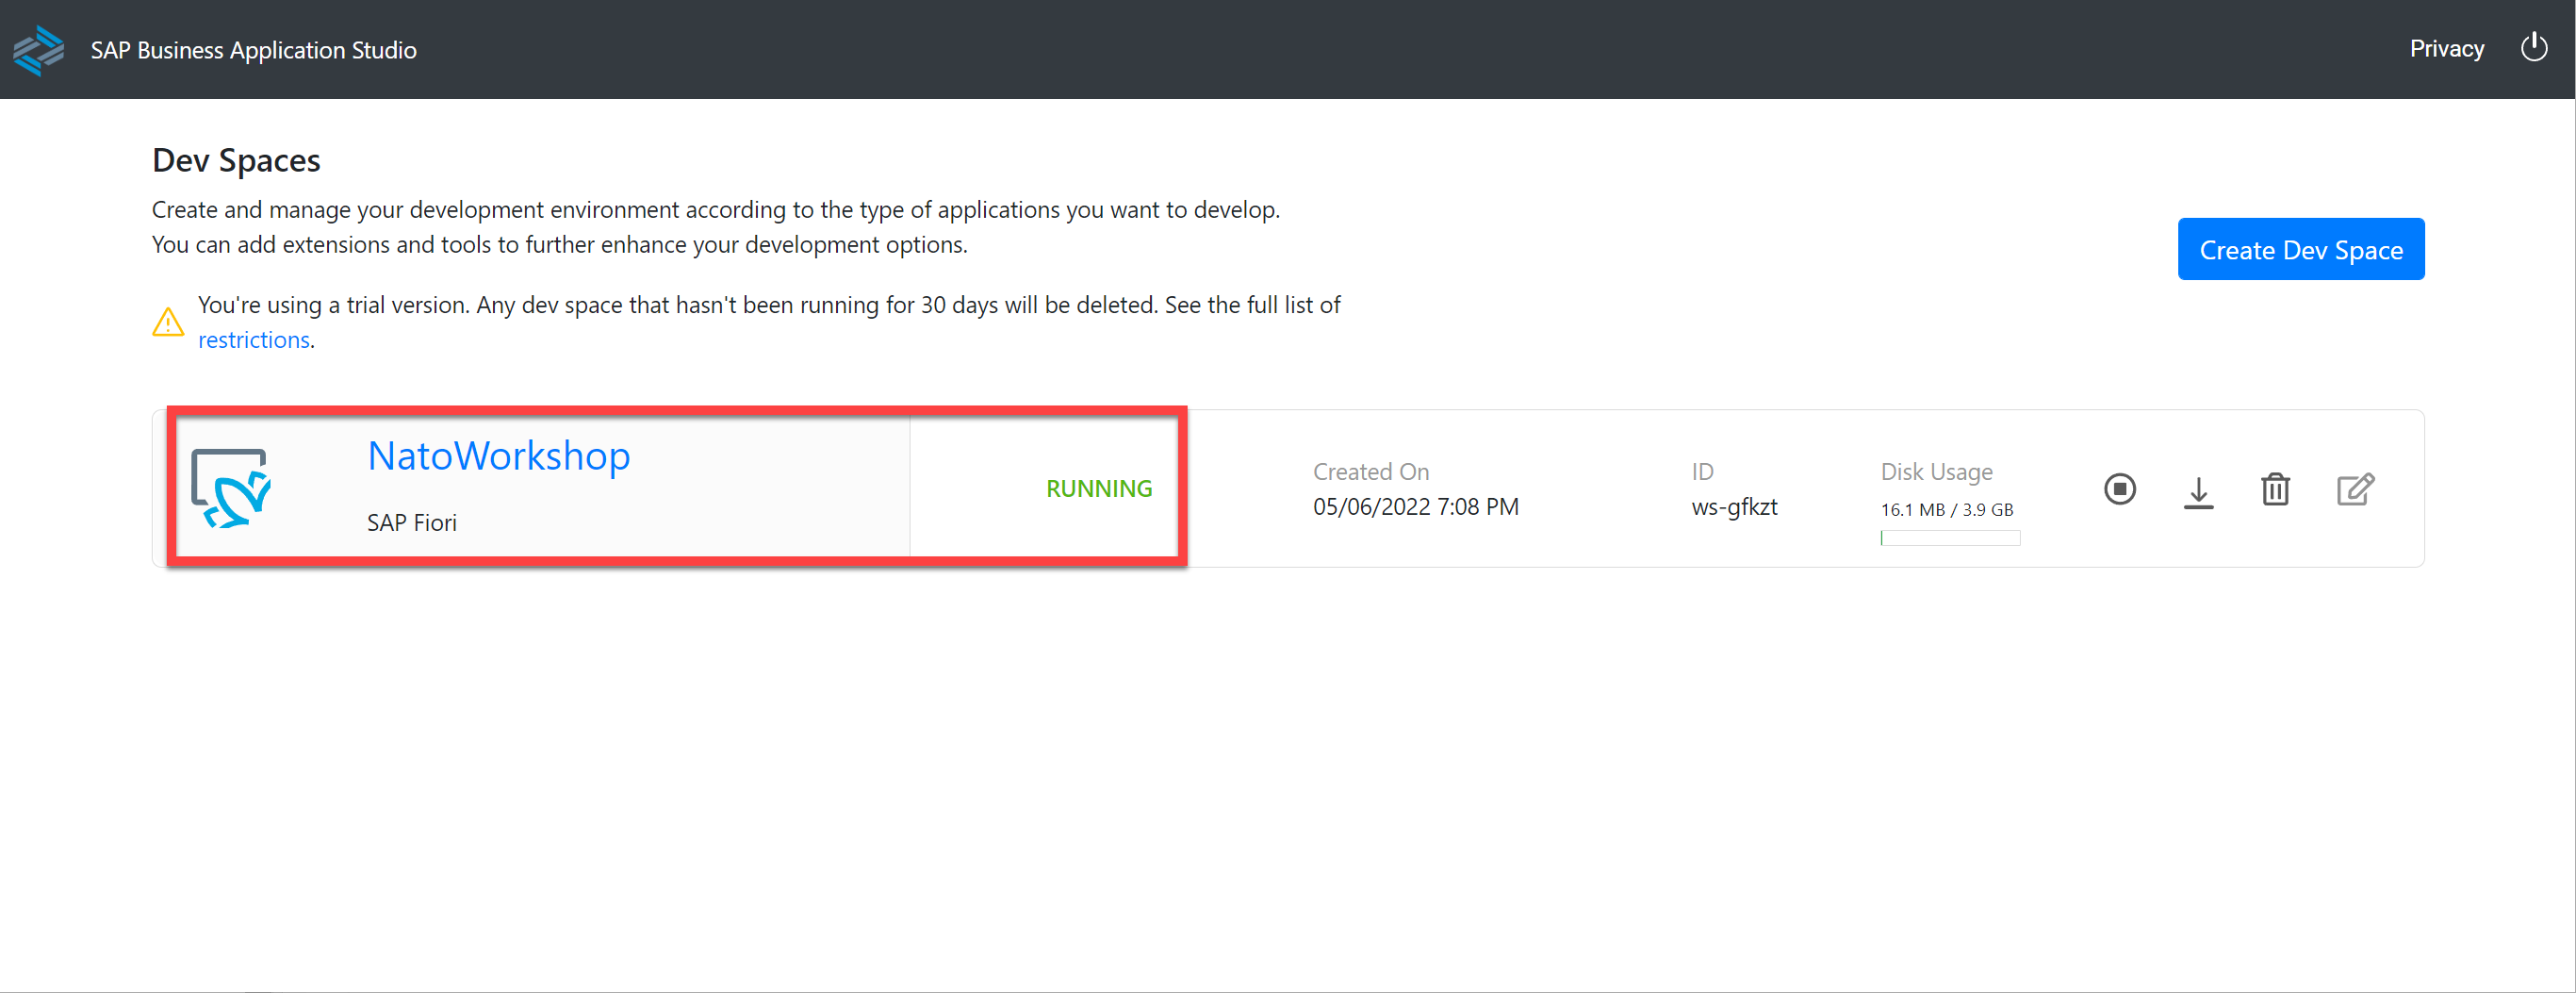 SAP Business Application Studio
Privacy
Dev Spaces
Create and manage your development environment according to the type of applications you want to develop.
You can add extensions and tools to further enhance your development options.
Create Dev Space
You're using a trial version. Any dev space that hasn't been running for 30 days will be deleted. See the full list of
restrictions.
NatoWorkshop
SAP Fiori
RUNNING
Created On
05/06/2022 7:08 PM
ID
ws-gfkzt
Disk Usage
16.1 MB / 3.9 GB